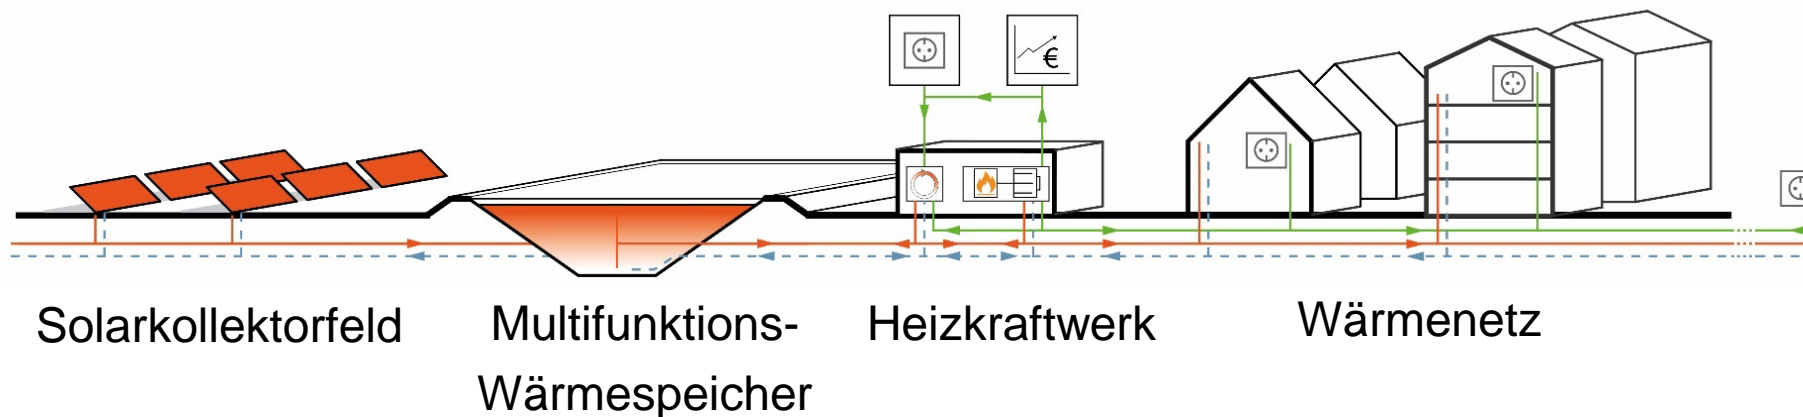 €
Solarkollektorfeld
Multifunktions-
Wärmespeicher
Heizkraftwerk
Wärmenetz